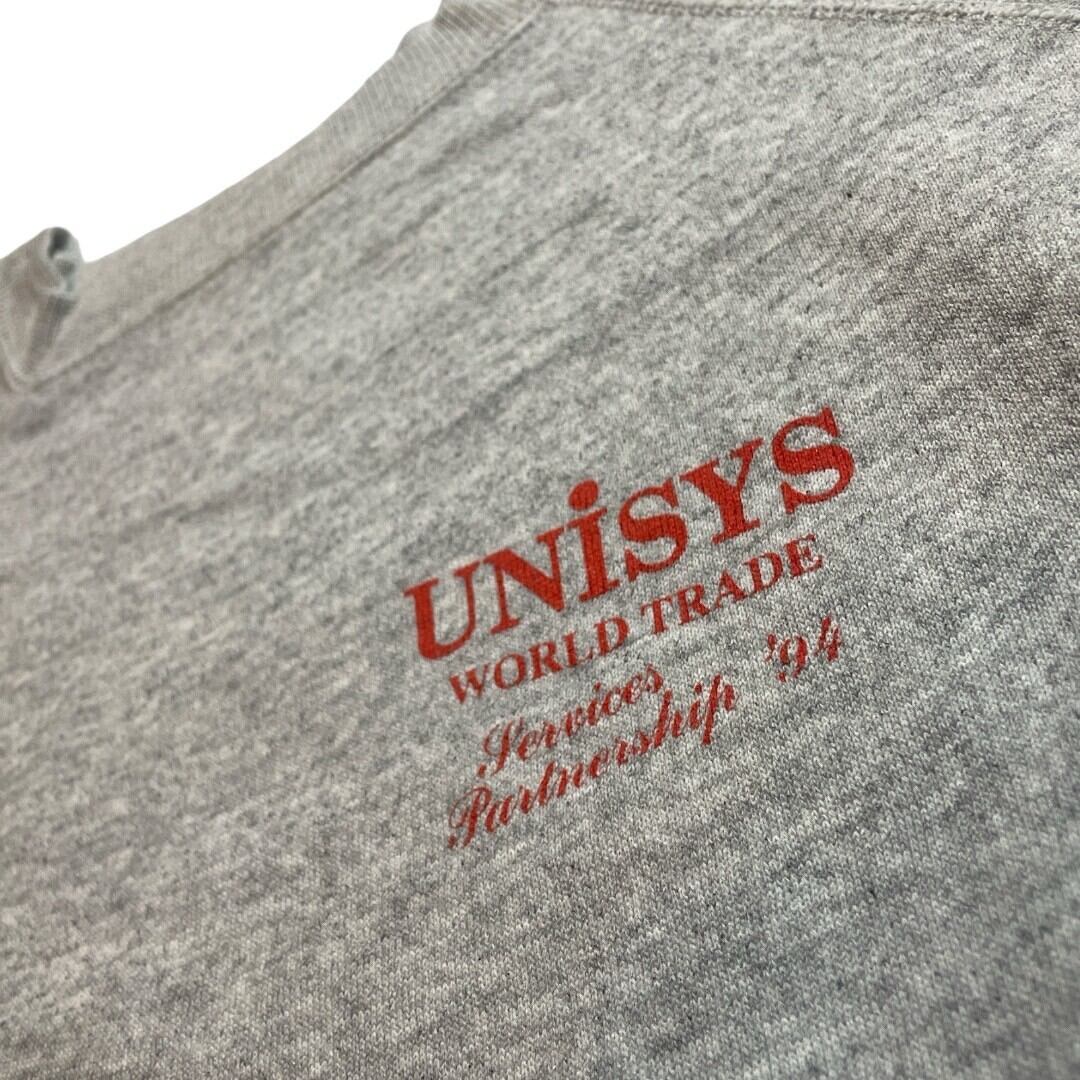 UNiSYS
WORLD TRADE
Services
Partnership '94